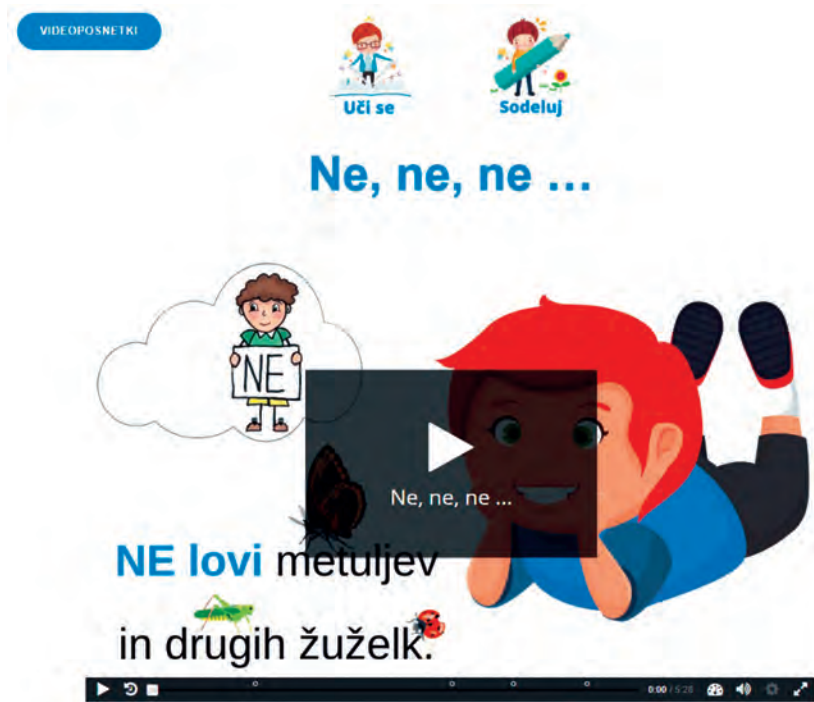 VIDEOPOSNETKI
Uči se
Sodeluj
Ne, ne, ne ...
NE
Ne, ne, ne ...
NE lovi metuljev
in drugih žuželk.
0:00 / 5:28